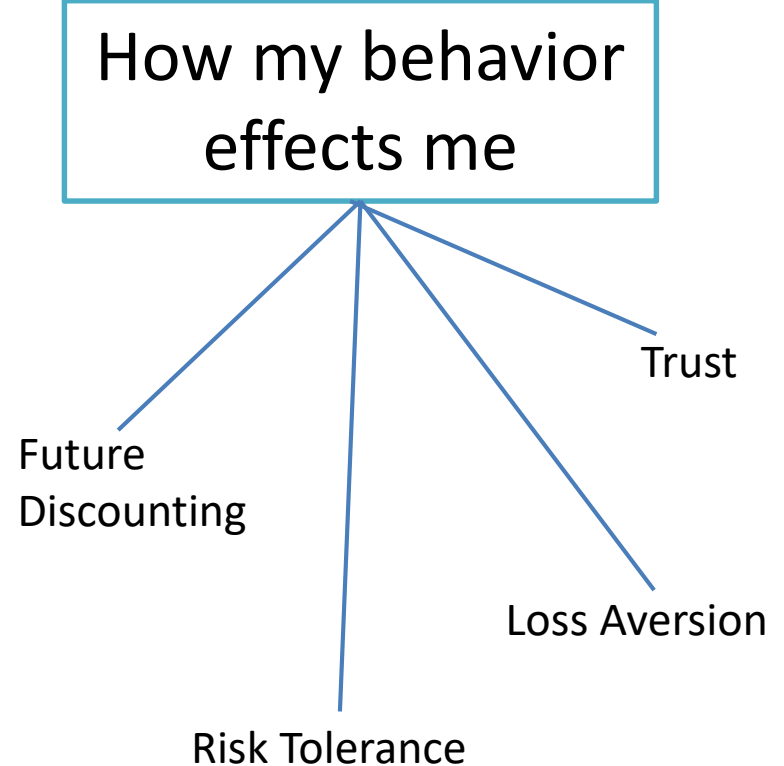 How my behavior
effects me
Trust
Future
Discounting
Loss Aversion
Risk Tolerance